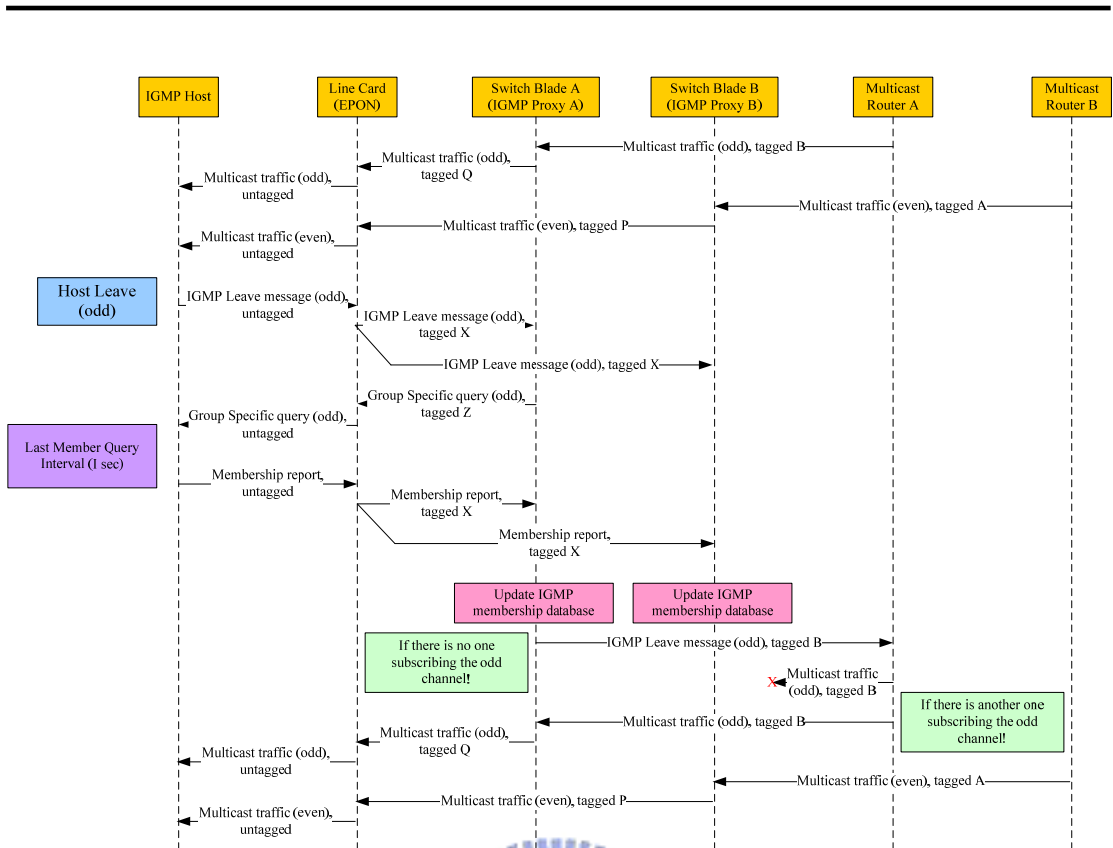 IGMP Host
Line Card
(EPON)
Switch Blade A
(IGMP Proxy A)
Switch Blade B
(IGMP Proxy B)
Multicast
Router A
Multicast
Router B
Multicast traffic (odd), tagged B
Multicast traffic (odd),
tagged Q
Multicast traffic (odd),
untagged
Multicast traffic (even), tagged A
Multicast traffic (even), tagged P
Multicast traffic (even),
untagged
Host Leave
(odd)
IGMP Leave message (odd),
untagged
IGMP Leave message (odd),
tagged X
IGMP Leave message (odd), tagged X
Group Specific query (odd),
tagged Z
Group Specific query (odd),
untagged
Last Member Query
Interval (1 sec)
Membership report,
untagged
Membership report,
tagged X
Membership report,
tagged X
Update IGMP
membership database
Update IGMP
membership database
If there is no one
subscribing the odd
channel!
IGMP Leave message (odd), tagged B
X
Multicast traffic
(odd), tagged B
If there is another one
subscribing the odd
channel!
Multicast traffic (odd), tagged B
Multicast traffic (odd),
tagged Q
Multicast traffic (odd),
untagged
Multicast traffic (even), tagged A
Multicast traffic (even), tagged P
Multicast traffic (even),
untagged